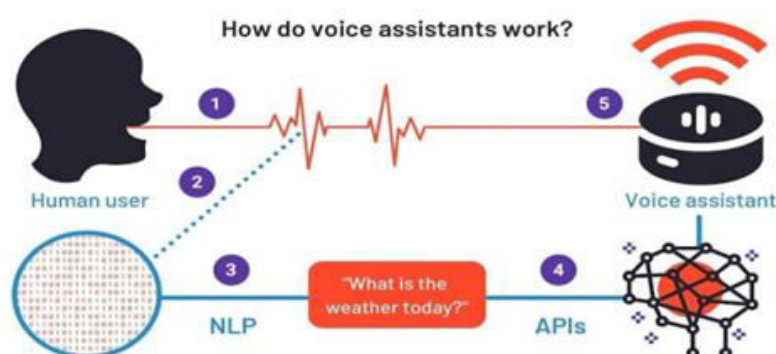 How do voice assistants work?
1
5
2
Human user
Voice assistant
3
4
"What is the
weather today?"
NLP
APIs